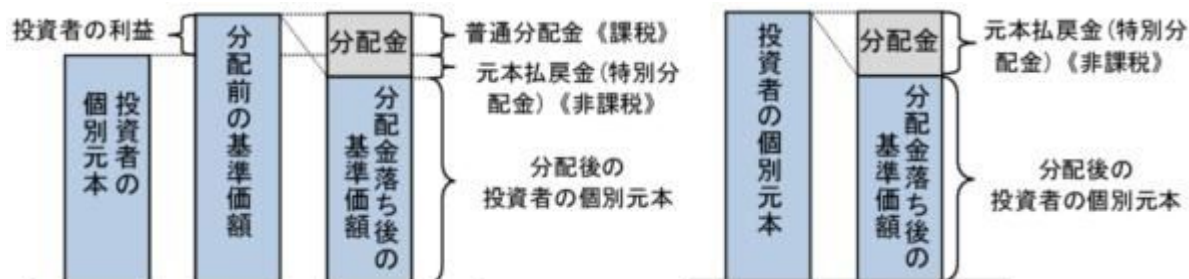 投資者の利益
投資者の
個別元本
分配前の基準価額
分配金
分配金落ち後の
基準価額
普通分配金《課税》
元本払戻金(特別分
配金)《非課税》
分配後の
投資者の個別元本
投資者の個別元本
分配金
分配金落ち後の
基準価額
元本払戻金(特別分
配金)《非課税》
分配後の
投資者の個別元本